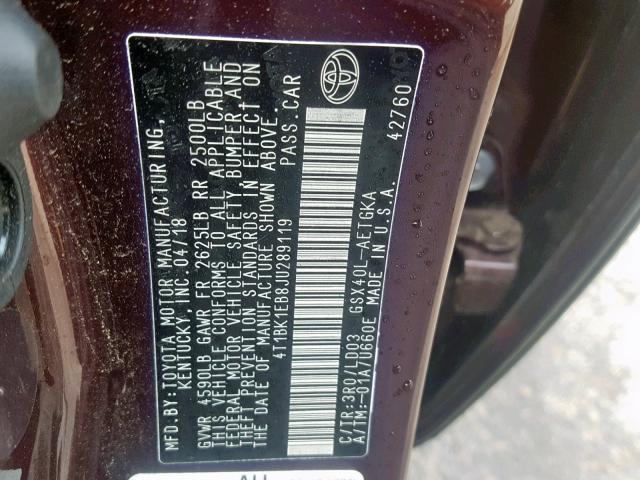 MFD. BY: TOYOTA MOTOR MANUFACTURING,
KENTUCKY, INC. 04/18
GVWR 4590LB GAWR FR 2625LB RR 2500LB
THIS VEHICLE CONFORMS TO ALL APPLICABLE
FEDERAL MOTOR VEHICLE SAFETY, BUMPER AND
THEFT PREVENTION STANDARDS IN EFFECT ON
THE DATE OF MANUFACTURE SHOWN ABOVE.
4T1BK1EB8JU289119 PASS. CAR
C/TR: 3R0/LD03 GSX40L-AETGKA
A/TM: -01A/U660E MADE IN U.S.A.
42760